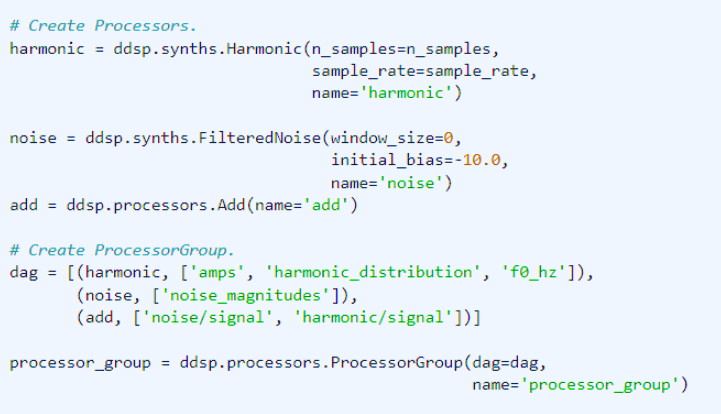 # Create Processors.
harmonic = ddsp.synths.Harmonic(n_samples=n_samples,
                                sample_rate=sample_rate,
                                name='harmonic')

noise = ddsp.synths.FilteredNoise(window_size=0,
                                  initial_bias=-10.0,
                                  name='noise')
add = ddsp.processors.Add(name='add')

# Create ProcessorGroup.
dag = [(harmonic, ['amps', 'harmonic_distribution', 'f0_hz']),
       (noise, ['noise_magnitudes']),
       (add, ['noise/signal', 'harmonic/signal'])]

processor_group = ddsp.processors.ProcessorGroup(dag=dag,
                                                 name='processor_group')